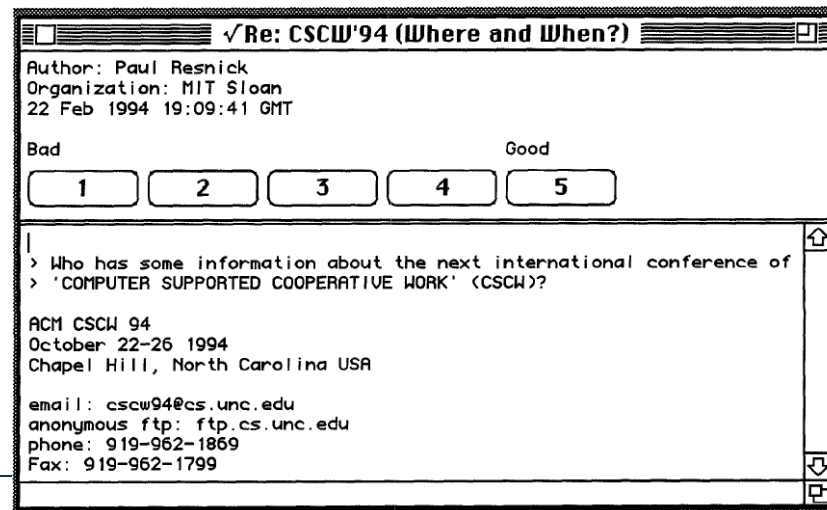 √Re: CSCW'94 (Where and When?)
Author: Paul Resnick
Organization: MIT Sloan
22 Feb 1994 19:09:41 GMT
Bad Good
1 2 3 4 5
> Who has some information about the next international conference of
> 'COMPUTER SUPPORTED COOPERATIVE WORK' (CSCW)?
ACM CSCW 94
October 22-26 1994
Chapel Hill, North Carolina USA
email: cscw94@cs.unc.edu
anonymous ftp: ftp.cs.unc.edu
phone: 919-962-1869
Fax: 919-962-1799